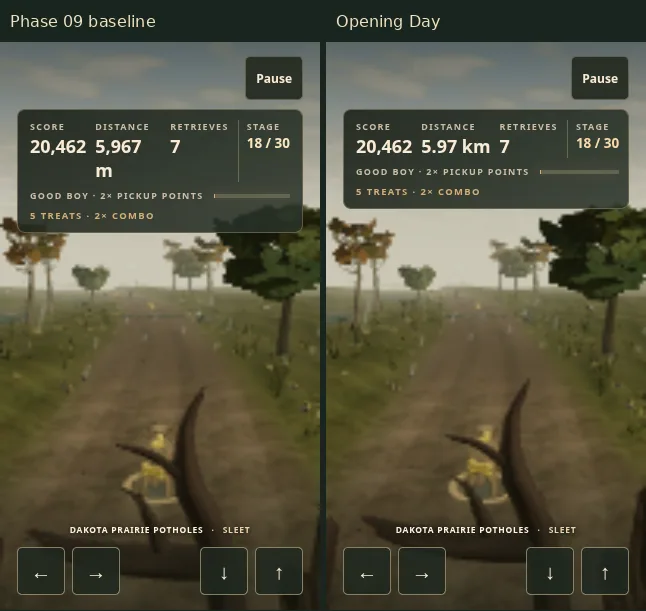 Phase 09 baseline
Pause
SCORE DISTANCE RETRIEVES STAGE
20,462 5,967 m 7 18 / 30
GOOD BOY · 2× PICKUP POINTS
5 TREATS · 2× COMBO
DAKOTA PRAIRIE POTHOLES · SLEET
← → ↓ ↑
Opening Day
Pause
SCORE DISTANCE RETRIEVES STAGE
20,462 5.97 km 7 18 / 30
GOOD BOY · 2× PICKUP POINTS
5 TREATS · 2× COMBO
DAKOTA PRAIRIE POTHOLES · SLEET
← → ↓ ↑